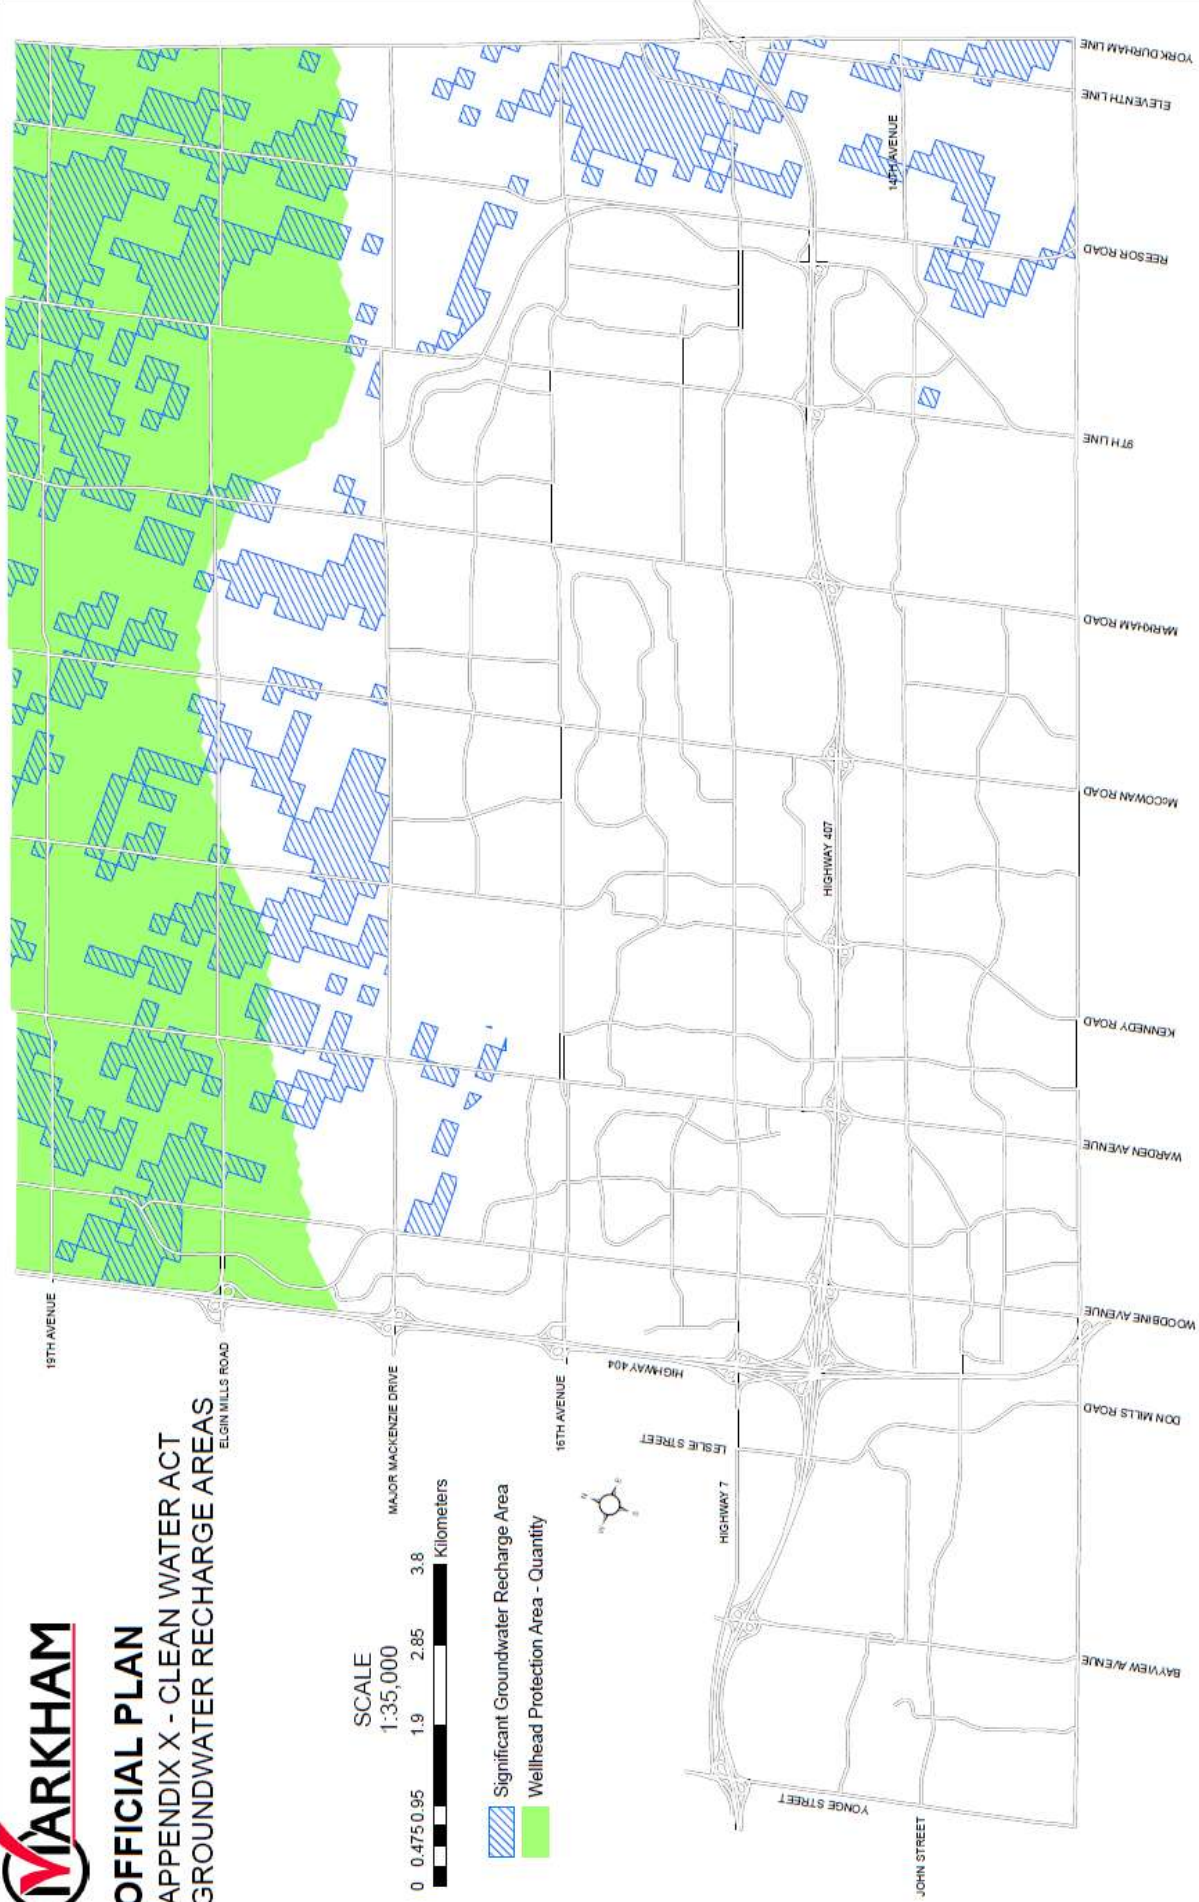 MARKHAM
OFFICIAL PLAN
APPENDIX X - CLEAN WATER ACT
GROUNDWATER RECHARGE AREAS
SCALE
1:35,000
0 0.475 0.95 1.9 2.85 3.8
Kilometers
Significant Groundwater Recharge Area
Wellhead Protection Area - Quantity
N
E
S
W
19TH AVENUE
ELGIN MILLS ROAD
MAJOR MACKENZIE DRIVE
16TH AVENUE
HIGHWAY 7
HIGHWAY 407
14TH AVENUE
JOHN STREET
YONGE STREET
BAYVIEW AVENUE
LESLIE STREET
DON MILLS ROAD
HIGHWAY 404
WOODBINE AVENUE
WARDEN AVENUE
KENNEDY ROAD
McCOWAN ROAD
MARKHAM ROAD
9TH LINE
REESOR ROAD
ELEVENTH LINE
YORK DURHAM LINE